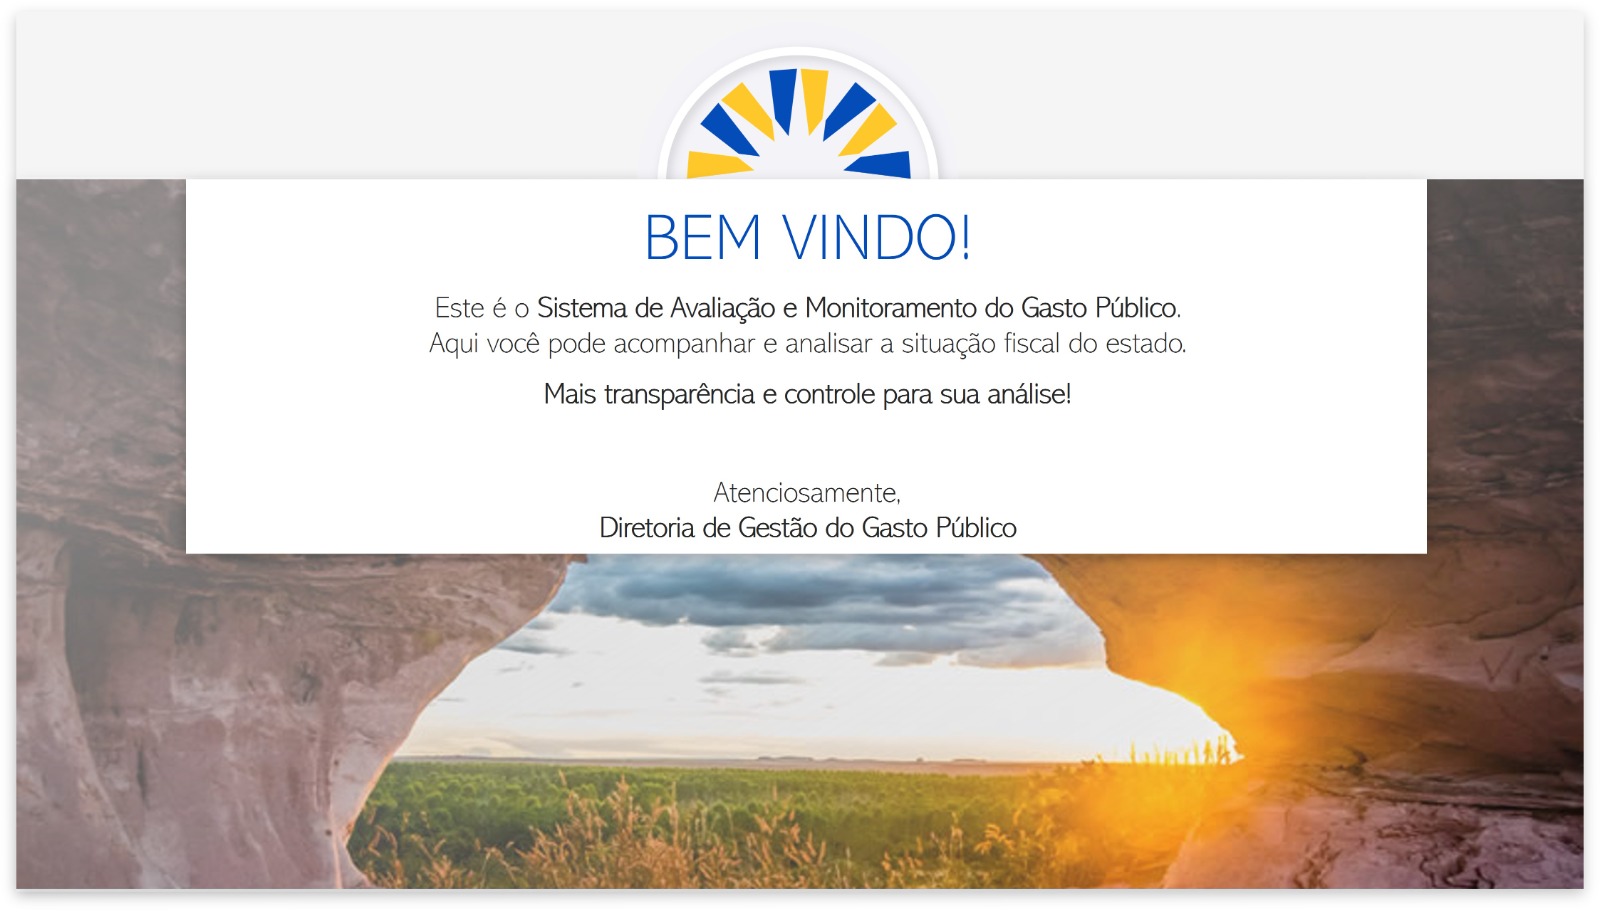 BEM VINDO!
Este é o Sistema de Avaliação e Monitoramento do Gasto Público.
Aqui você pode acompanhar e analisar a situação fiscal do estado.
Mais transparência e controle para sua análise!
Atenciosamente,
Diretoria de Gestão do Gasto Público